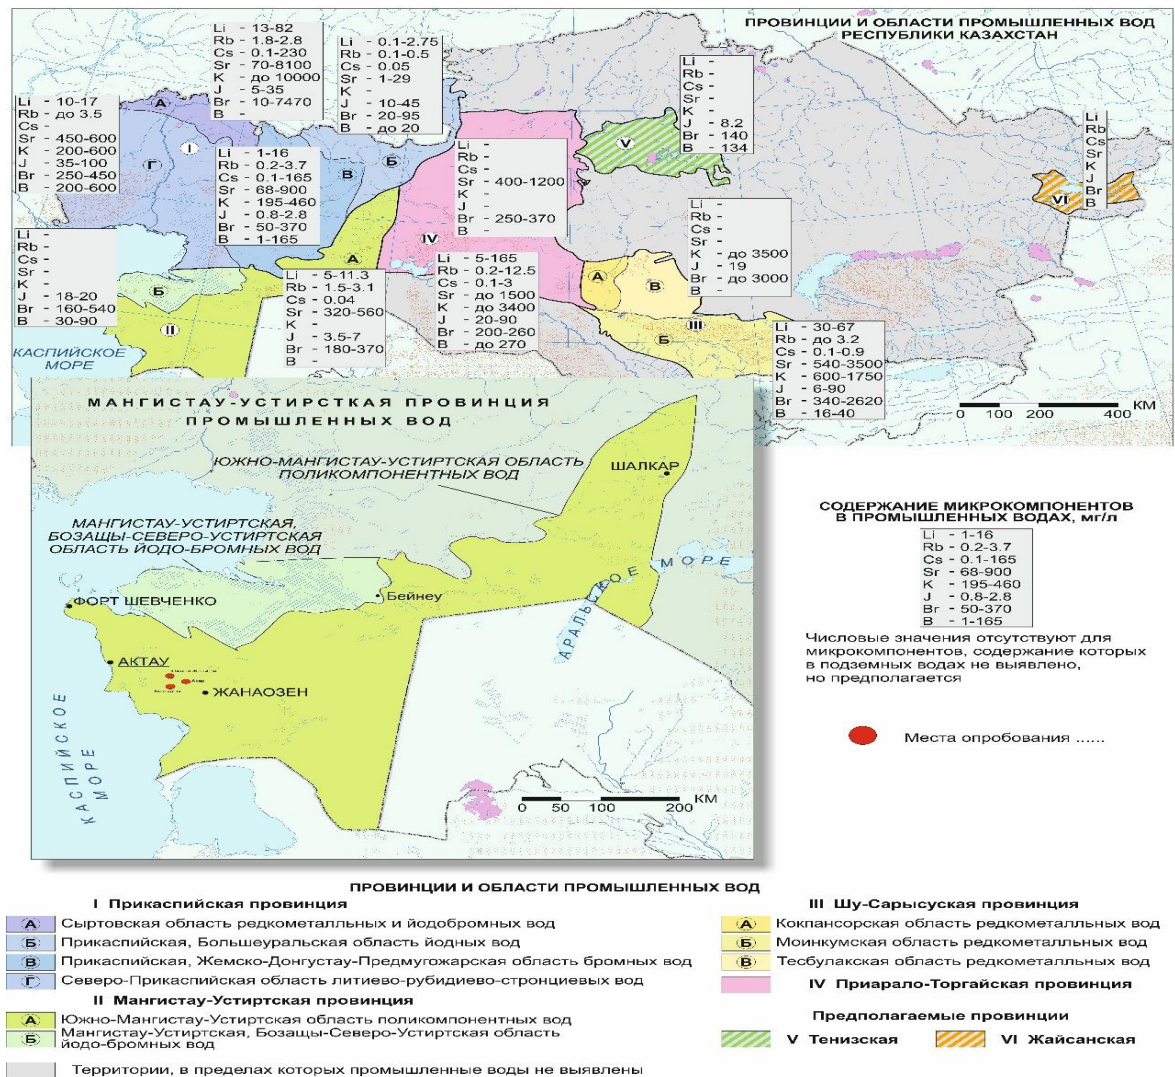 ПРОВИНЦИИ И ОБЛАСТИ ПРОМЫШЛЕННЫХ ВОД
РЕСПУБЛИКИ КАЗАХСТАН
Li - 13-82
Rb - 1.8-2.8
Cs - 0.1-230
Sr - 70-8100
K - до 10000
J - 5-35
Br - 10-7470
B -
Li - 0.1-2.75
Rb - 0.1-0.5
Cs - 0.05
Sr - 1-29
K -
J - 10-45
Br - 20-95
B - до 20
Li -
Rb -
Cs -
Sr -
K -
J - 8.2
Br - 140
B - 134
Li - 10-17
Rb - до 3.5
Cs -
Sr - 450-600
K - 200-600
J - 35-100
Br - 250-450
B - 200-600
Li - 1-16
Rb - 0.2-3.7
Cs - 0.1-165
Sr - 68-900
K - 195-460
J - 0.8-2.8
Br - 50-370
B - 1-165
Li -
Rb -
Cs -
Sr - 400-1200
K -
J -
Br - 250-370
B -
Li
Rb
Cs
Sr
K
J
Br
B
Li -
Rb -
Cs -
Sr -
K -
J - 18-20
Br - 160-540
B - 30-90
Li - 5-11.3
Rb - 1.5-3.1
Cs - 0.04
Sr - 320-560
K -
J - 3.5-7
Br - 180-370
B -
Li - 5-165
Rb - 0.2-12.5
Cs - 0.1-3
Sr - до 1500
K - до 3400
J - 20-90
Br - 200-260
B - до 270
Li -
Rb -
Cs -
Sr -
K - до 3500
J - 19
Br - до 3000
B -
Li - 30-67
Rb - до 3.2
Cs - 0.1-0.9
Sr - 540-3500
K - 600-1750
J - 6-90
Br - 340-2620
B - 16-40
А
I
Г
Б
В
V
VI
IV
А
Б
II
А
В
III
Б
КАСПИЙСКОЕ
МОРЕ
0 100 200 400 КМ
МАНГИСТАУ-УСТИРСТКАЯ ПРОВИНЦИЯ
ПРОМЫШЛЕННЫХ ВОД
ЮЖНО-МАНГИСТАУ-УСТИРТСКАЯ ОБЛАСТЬ
ПОЛИКОМПОНЕНТНЫХ ВОД
ШАЛКАР
МАНГИСТАУ-УСТИРТСКАЯ,
БОЗАЩЫ-СЕВЕРО-УСТИРТСКАЯ
ОБЛАСТЬ ЙОДО-БРОМНЫХ ВОД
ФОРТ ШЕВЧЕНКО
Бейнеу
АРАЛЬСКОЕ МОРЕ
АКТАУ
ЖАНАОЗЕН
КАСПИЙСКОЕ
МОРЕ
0 50 100 200 КМ
СОДЕРЖАНИЕ МИКРОКОМПОНЕНТОВ
В ПРОМЫШЛЕННЫХ ВОДАХ, мг/л
Li - 1-16
Rb - 0.2-3.7
Cs - 0.1-165
Sr - 68-900
K - 195-460
J - 0.8-2.8
Br - 50-370
B - 1-165
Числовые значения отсутствуют для
микрокомпонентов, содержание которых
в подземных водах не выявлено,
но предполагается
Места опробования ......
ПРОВИНЦИИ И ОБЛАСТИ ПРОМЫШЛЕННЫХ ВОД
I Прикаспийская провинция
А Сыртовская область редкометалльных и йодобромных вод
Б Прикаспийская, Большеуральская область йодных вод
В Прикаспийская, Жемско-Донгустау-Предмугожарская область бромных вод
Г Северо-Прикаспийская область литиево-рубидиево-стронциевых вод
II Мангистау-Устиртская провинция
А Южно-Мангистау-Устиртская область поликомпонентных вод
Б Мангистау-Устиртская, Бозащы-Северо-Устиртская область
йодо-бромных вод
Территории, в пределах которых промышленные воды не выявлены
III Шу-Сарысуская провинция
А Кокпансорская область редкометалльных вод
Б Моинкумская область редкометалльных вод
В Тесбулакская область редкометалльных вод
IV Приарало-Торгайская провинция
Предполагаемые провинции
V Тенизская
VI Жайсанская